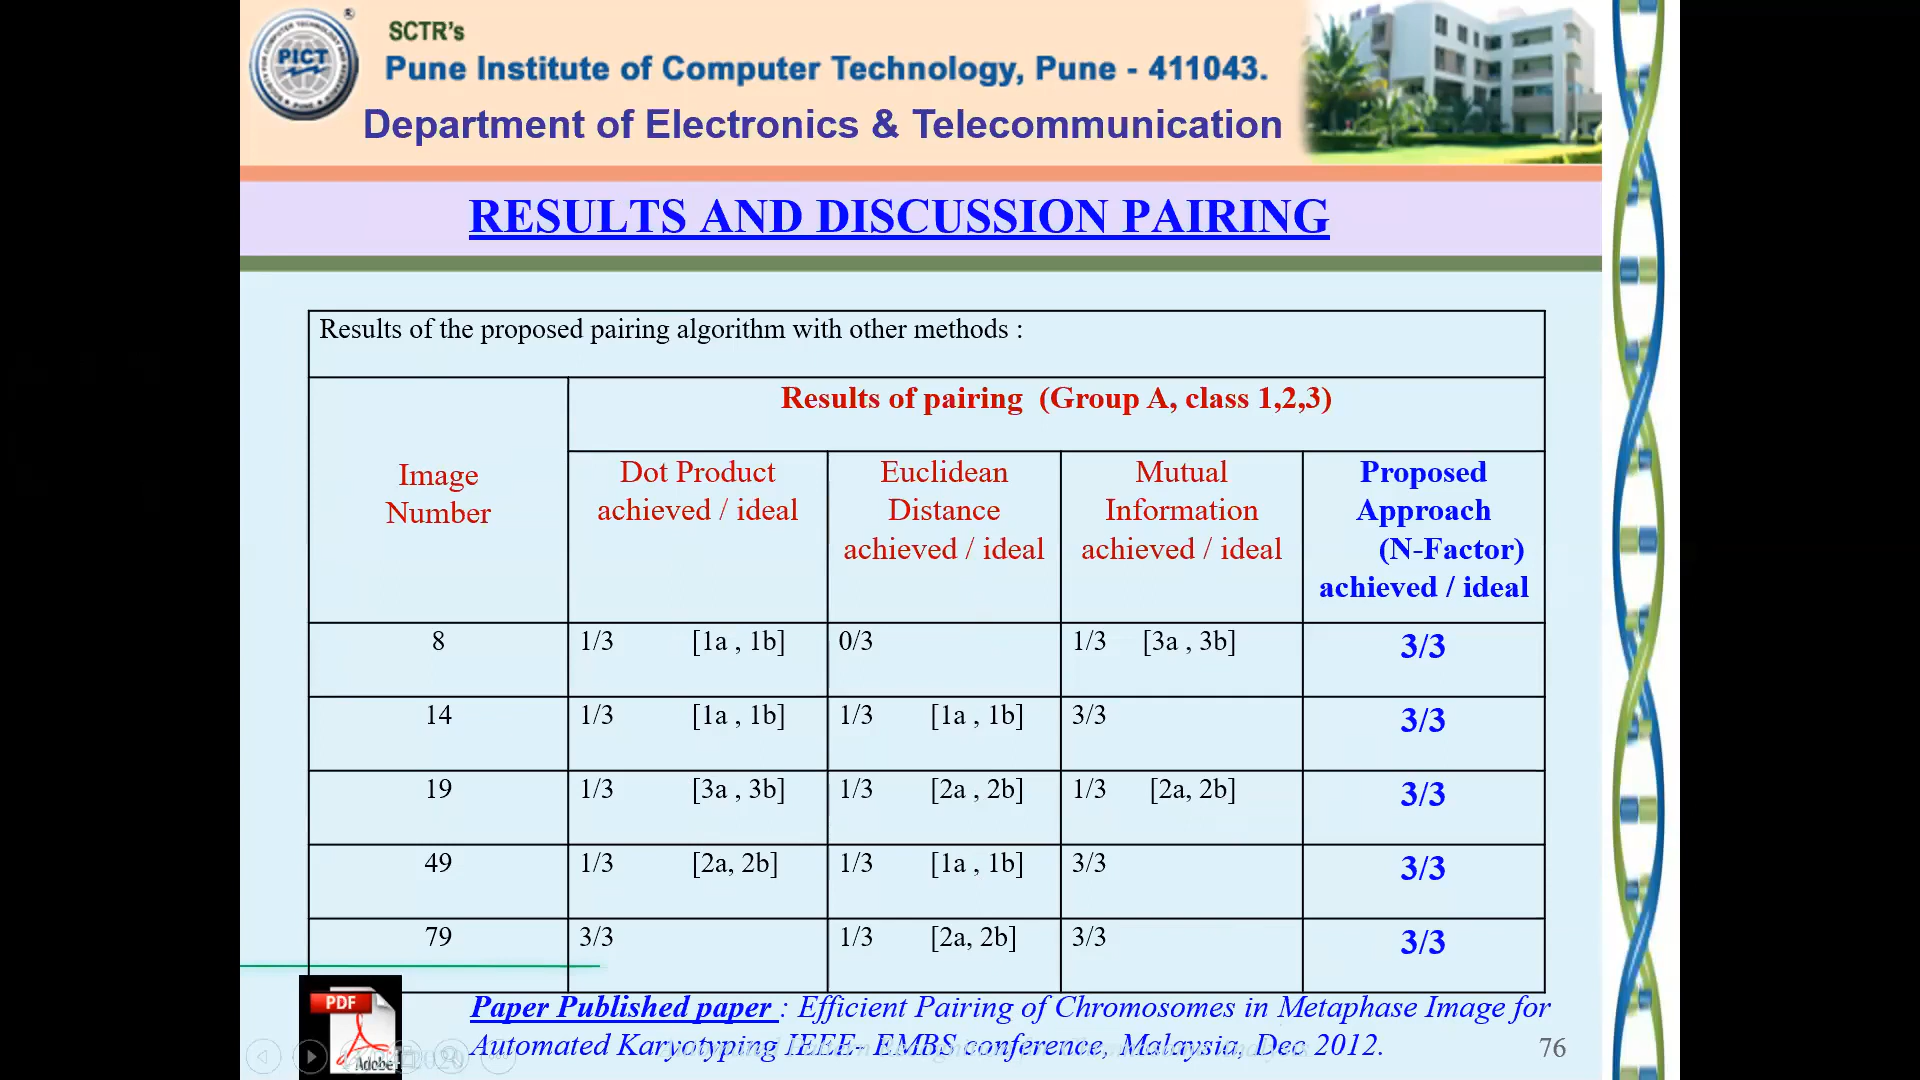 SCTR's
PICT
Pune Institute of Computer Technology, Pune - 411043.
Department of Electronics & Telecommunication
RESULTS AND DISCUSSION PAIRING
Results of the proposed pairing algorithm with other methods :
Image Number
Results of pairing (Group A, class 1,2,3)
Dot Product achieved / ideal
Euclidean Distance achieved / ideal
Mutual Information achieved / ideal
Proposed Approach (N-Factor) achieved / ideal
8 1/3 [1a , 1b] 0/3 1/3 [3a , 3b] 3/3
14 1/3 [1a , 1b] 1/3 [1a , 1b] 3/3 3/3
19 1/3 [3a , 3b] 1/3 [2a , 2b] 1/3 [2a, 2b] 3/3
49 1/3 [2a, 2b] 1/3 [1a , 1b] 3/3 3/3
79 3/3 1/3 [2a, 2b] 3/3 3/3
PDF
Adobe
Paper Published paper : Efficient Pairing of Chromosomes in Metaphase Image for
Automated Karyotyping IEEE- EMBS conference, Malaysia, Dec 2012.
76